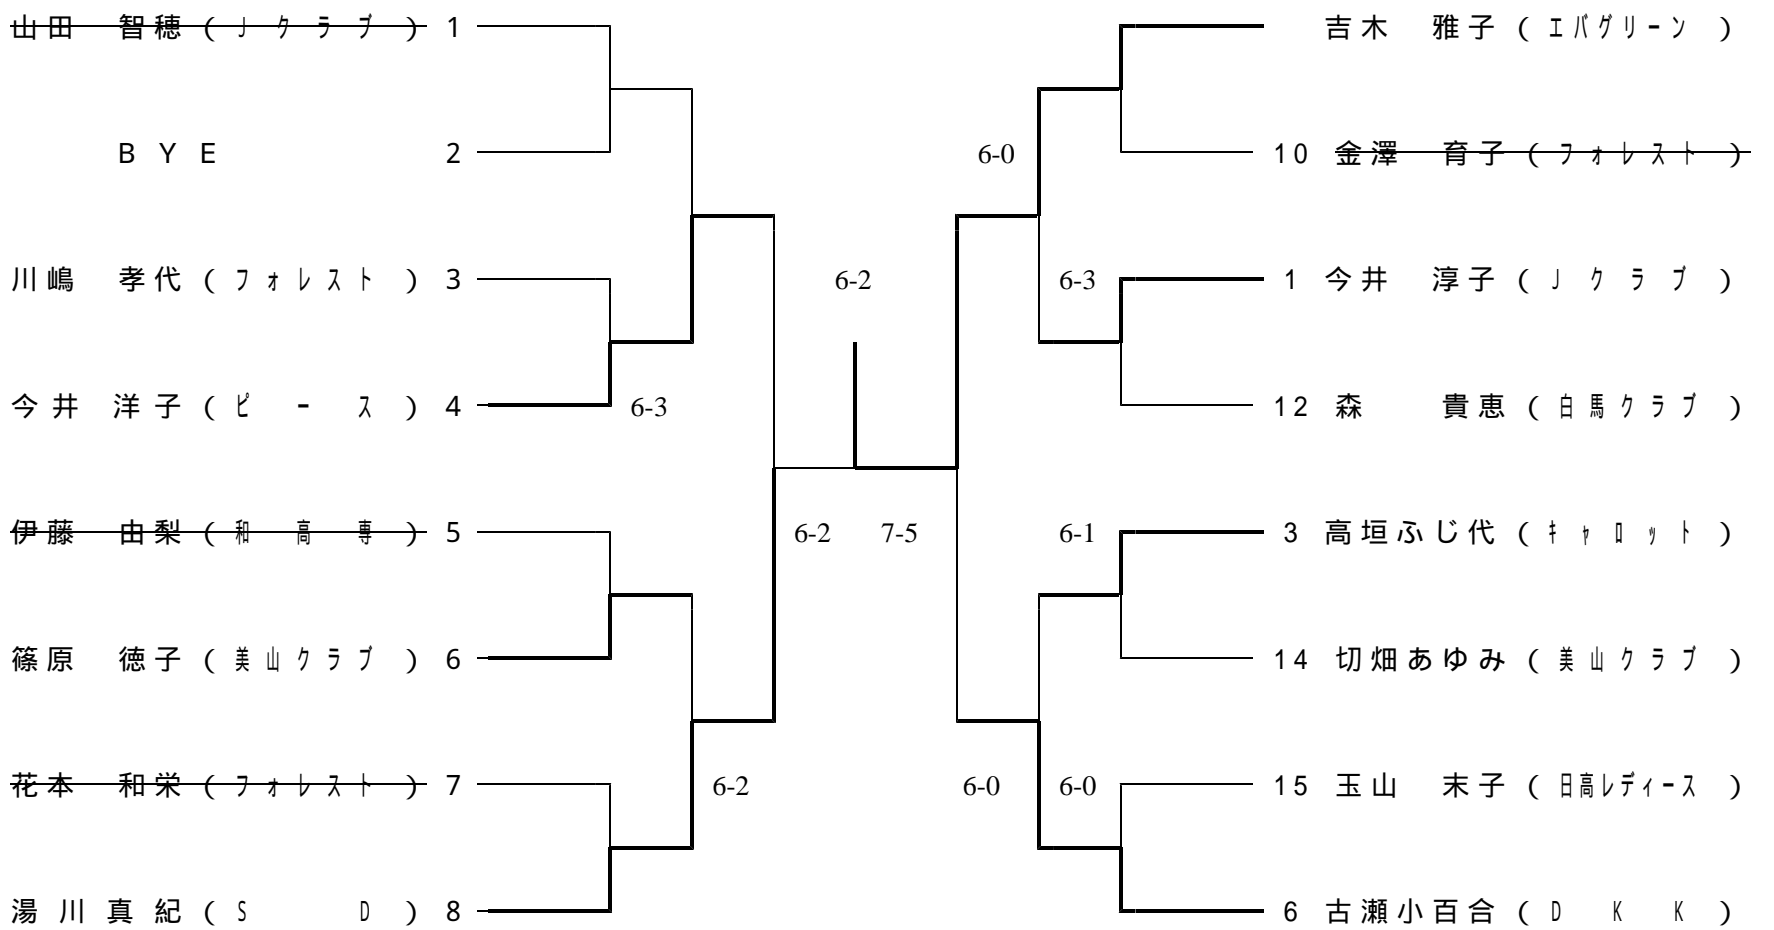 山田 智穂 ( J クラブ ) 1
吉木 雅子 ( エバグリーン )
BYE 2
6-0
10 金澤 育子 ( フォレスト )
川嶋 孝代 ( フォレスト ) 3
6-2
6-3
1 今井 淳子 ( J クラブ )
今井 洋子 ( ピース ) 4
6-3
12 森 貴恵 ( 白馬クラブ )
伊藤 由梨 ( 和高専 ) 5
6-2
7-5
6-1
3 高垣ふじ代 ( キャロット )
篠原 徳子 ( 美山クラブ ) 6
14 切畑あゆみ ( 美山クラブ )
花本 和栄 ( フォレスト ) 7
6-2
6-0
6-0
15 玉山 末子 ( 日高レディース )
湯川真紀 ( S D ) 8
6 古瀬小百合 ( D K K )